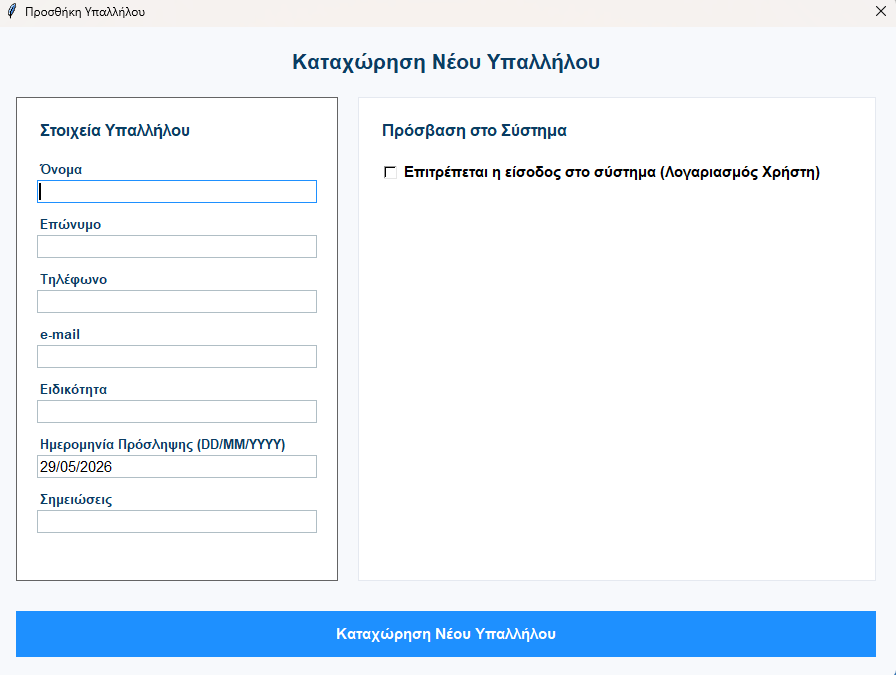 Προσθήκη Υπαλλήλου
Καταχώρηση Νέου Υπαλλήλου
Στοιχεία Υπαλλήλου
Όνομα
Επώνυμο
Τηλέφωνο
e-mail
Ειδικότητα
Ημερομηνία Πρόσληψης (DD/MM/YYYY)
29/05/2026
Σημειώσεις
Πρόσβαση στο Σύστημα
Επιτρέπεται η είσοδος στο σύστημα (Λογαριασμός Χρήστη)
Καταχώρηση Νέου Υπαλλήλου